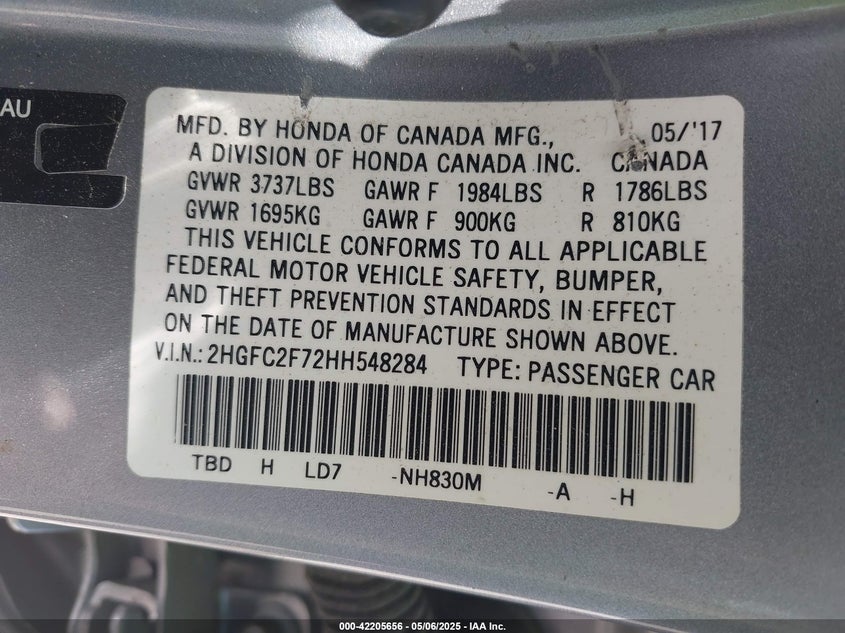 AU
MFD. BY HONDA OF CANADA MFG., 05/'17
A DIVISION OF HONDA CANADA INC. CANADA
GVWR 3737LBS GAWR F 1984LBS R 1786LBS
GVWR 1695KG GAWR F 900KG R 810KG
THIS VEHICLE CONFORMS TO ALL APPLICABLE
FEDERAL MOTOR VEHICLE SAFETY, BUMPER,
AND THEFT PREVENTION STANDARDS IN EFFECT
ON THE DATE OF MANUFACTURE SHOWN ABOVE.
V.I.N.: 2HGFC2F72HH548284 TYPE: PASSENGER CAR
TBD H LD7 -NH830M -A -H
000-42205656 - 05/06/2025 - IAA Inc.